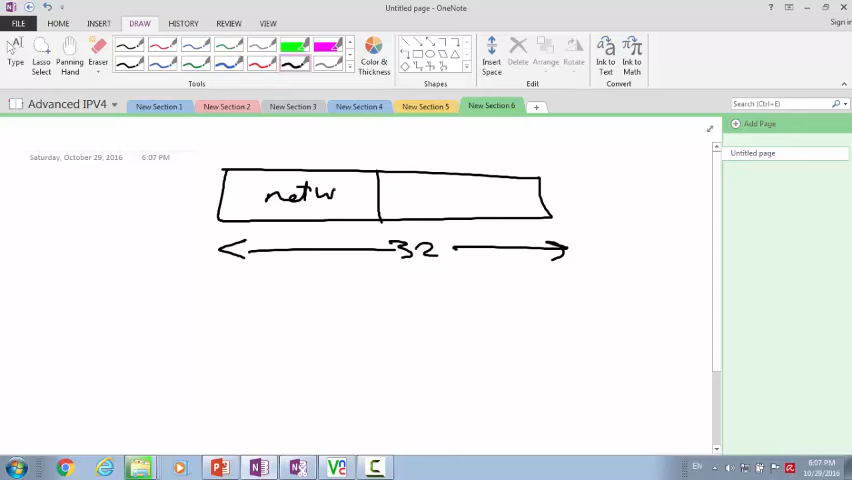 Untitled page - OneNote
Sign in
FILE HOME INSERT DRAW HISTORY REVIEW VIEW
Type
Lasso Select
Panning Hand
Eraser
Color & Thickness
Insert Space
Delete
Arrange
Rotate
Ink to Text
Ink to Math
Tools
Shapes
Edit
Convert
Advanced IPV4
New Section 1
New Section 2
New Section 3
New Section 4
New Section 5
New Section 6
Search (Ctrl+E)
Add Page
Saturday, October 29, 2016 6:07 PM
Untitled page
netw
32
EN
6:07 PM
10/29/2016